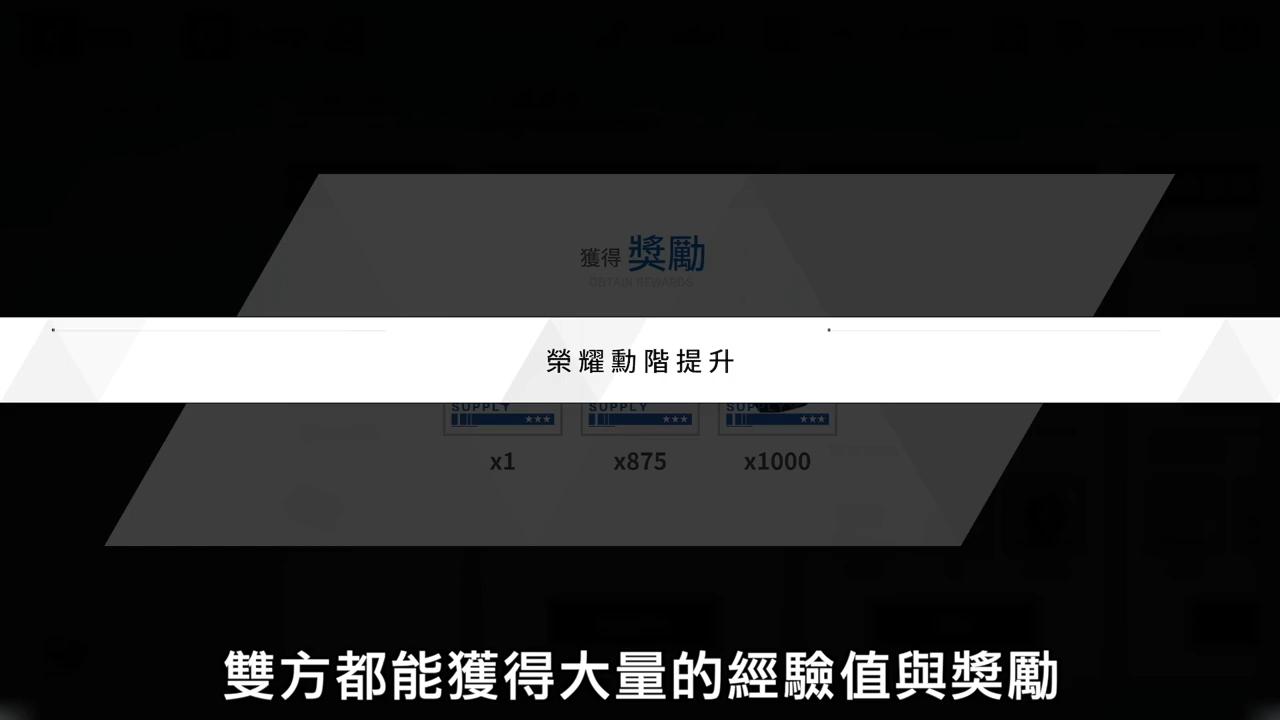 獲得 獎勵
OBTAIN REWARDS
榮耀勳階提升
SUPPLY SUPPLY SUPPLY
x1 x875 x1000
雙方都能獲得大量的經驗值與獎勵